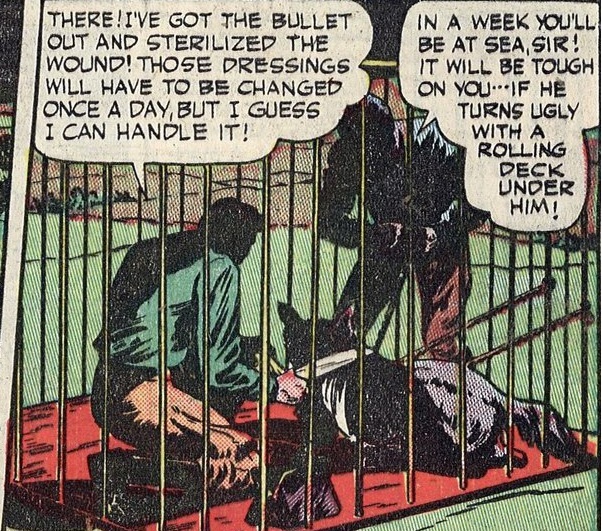 THERE! I'VE GOT THE BULLET
OUT AND STERILIZED THE
WOUND! THOSE DRESSINGS
WILL HAVE TO BE CHANGED
ONCE A DAY, BUT I GUESS
I CAN HANDLE IT!
IN A WEEK YOU'LL
BE AT SEA, SIR!
IT WILL BE TOUGH
ON YOU...IF HE
TURNS UGLY
WITH A
ROLLING
DECK
UNDER
HIM!